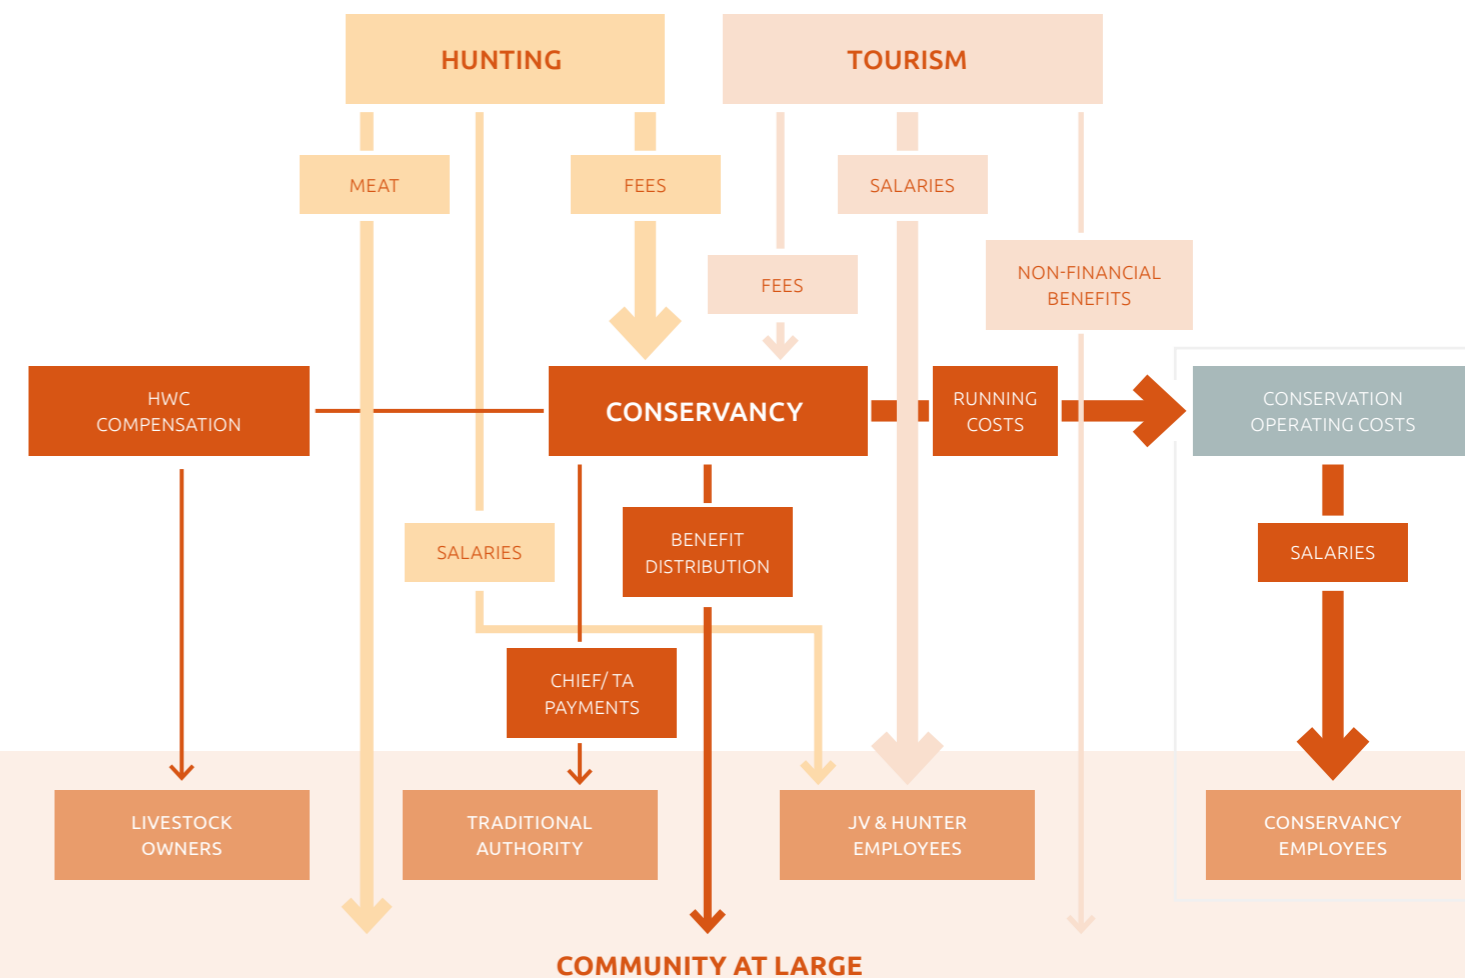 HUNTING
TOURISM
MEAT
FEES
SALARIES
FEES
NON-FINANCIAL
BENEFITS
HWC
COMPENSATION
CONSERVANCY
RUNNING
COSTS
CONSERVATION
OPERATING COSTS
SALARIES
BENEFIT
DISTRIBUTION
SALARIES
CHIEF/ TA
PAYMENTS
LIVESTOCK
OWNERS
TRADITIONAL
AUTHORITY
JV & HUNTER
EMPLOYEES
CONSERVANCY
EMPLOYEES
COMMUNITY AT LARGE